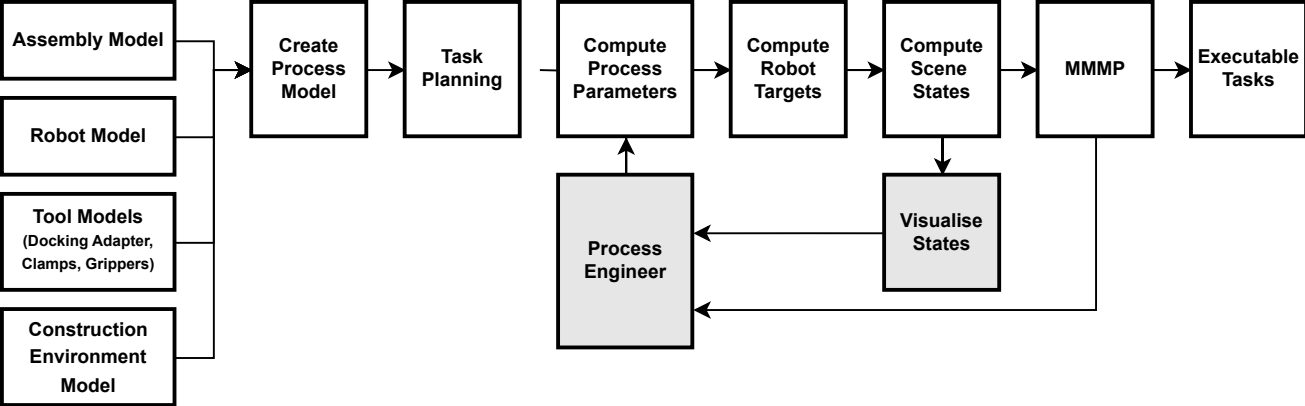 Assembly Model
Robot Model
Tool Models
(Docking Adapter,
Clamps, Grippers)
Construction
Environment
Model
Create
Process
Model
Task
Planning
Compute
Process
Parameters
Compute
Robot
Targets
Compute
Scene
States
MMMP
Executable
Tasks
Process
Engineer
Visualise
States